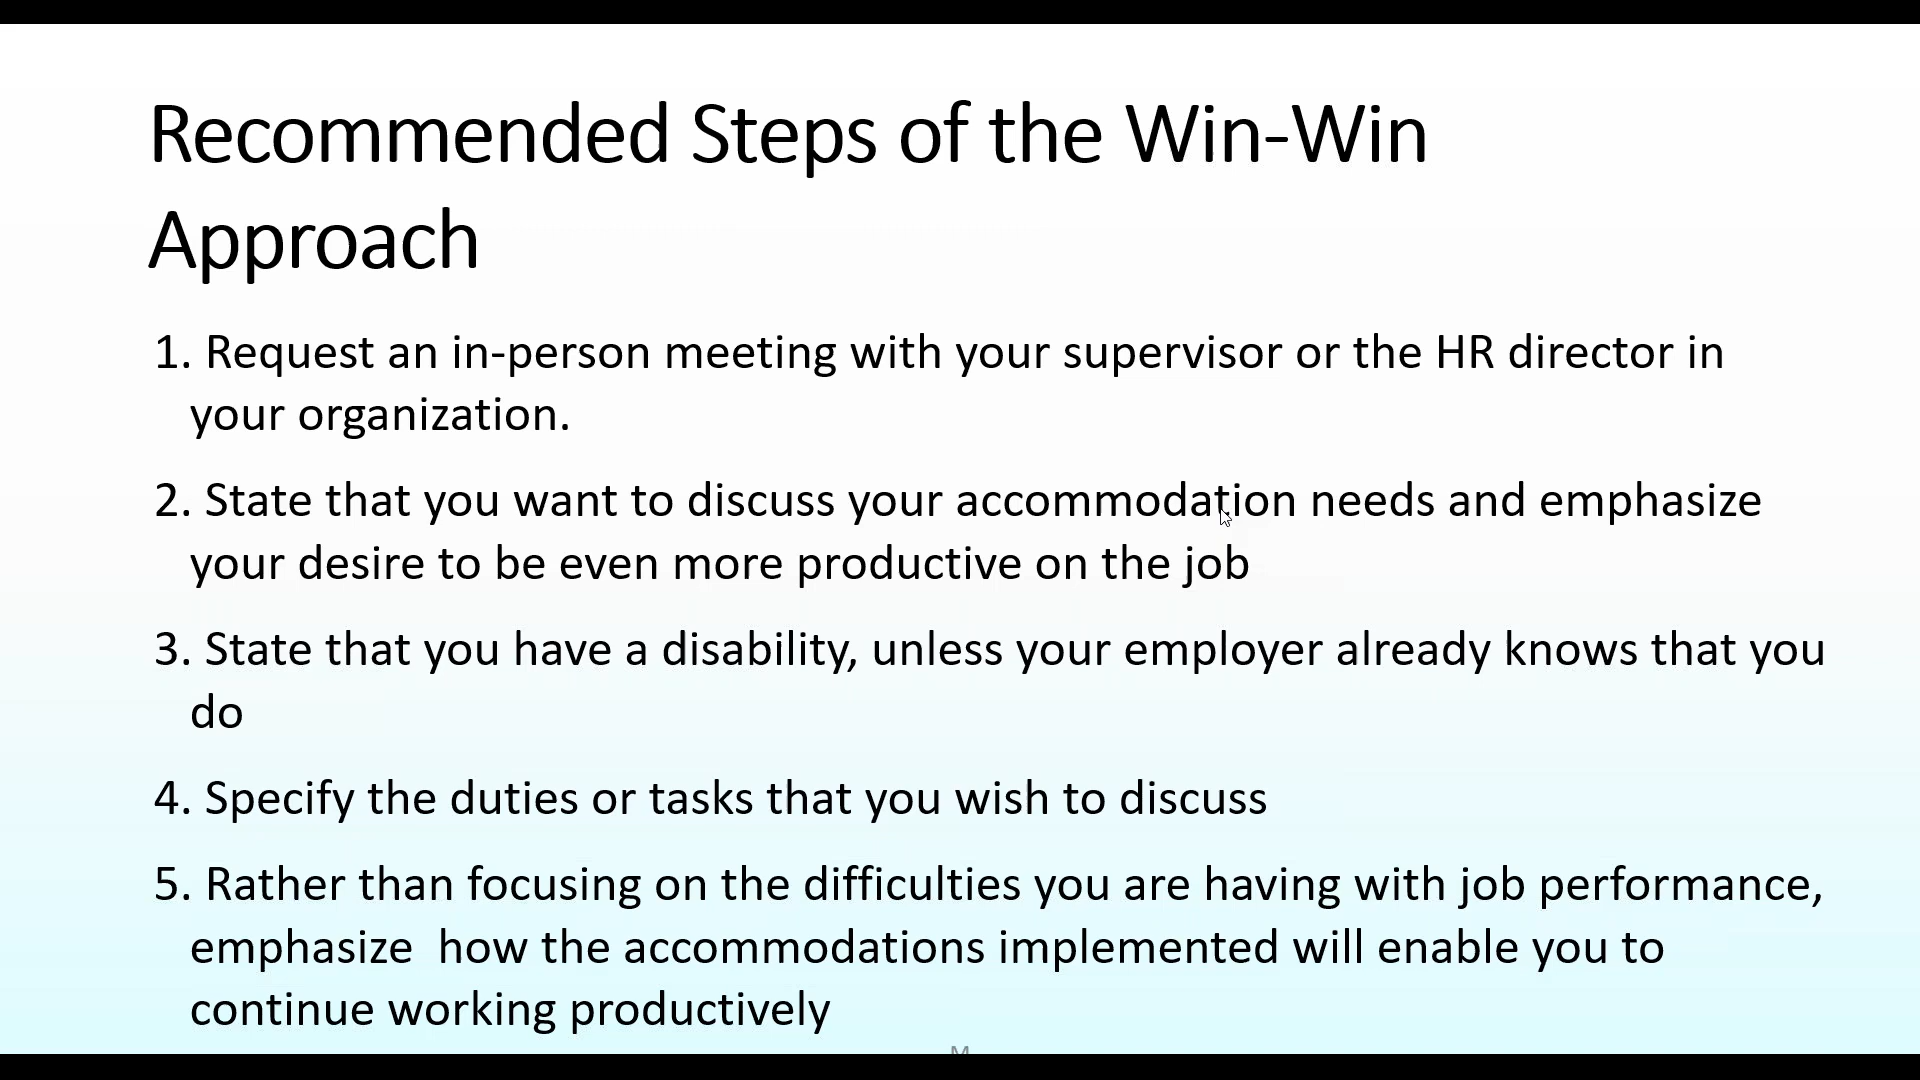 Recommended Steps of the Win-Win
Approach
1. Request an in-person meeting with your supervisor or the HR director in
your organization.
2. State that you want to discuss your accommodation needs and emphasize
your desire to be even more productive on the job
3. State that you have a disability, unless your employer already knows that you
do
4. Specify the duties or tasks that you wish to discuss
5. Rather than focusing on the difficulties you are having with job performance,
emphasize  how the accommodations implemented will enable you to
continue working productively